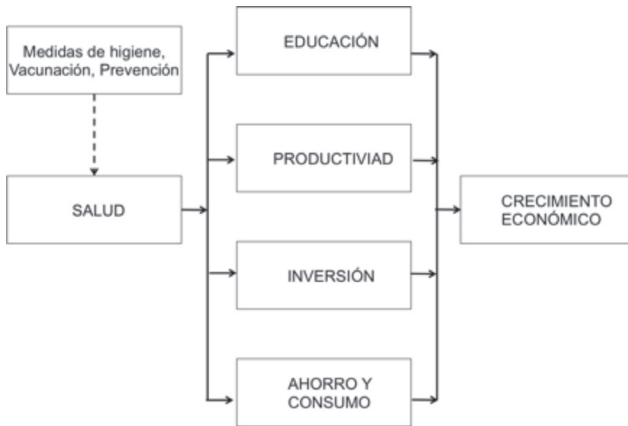 Medidas de higiene,
Vacunación, Prevención
SALUD
EDUCACIÓN
PRODUCTIVIAD
INVERSIÓN
AHORRO Y
CONSUMO
CRECIMIENTO
ECONÓMICO